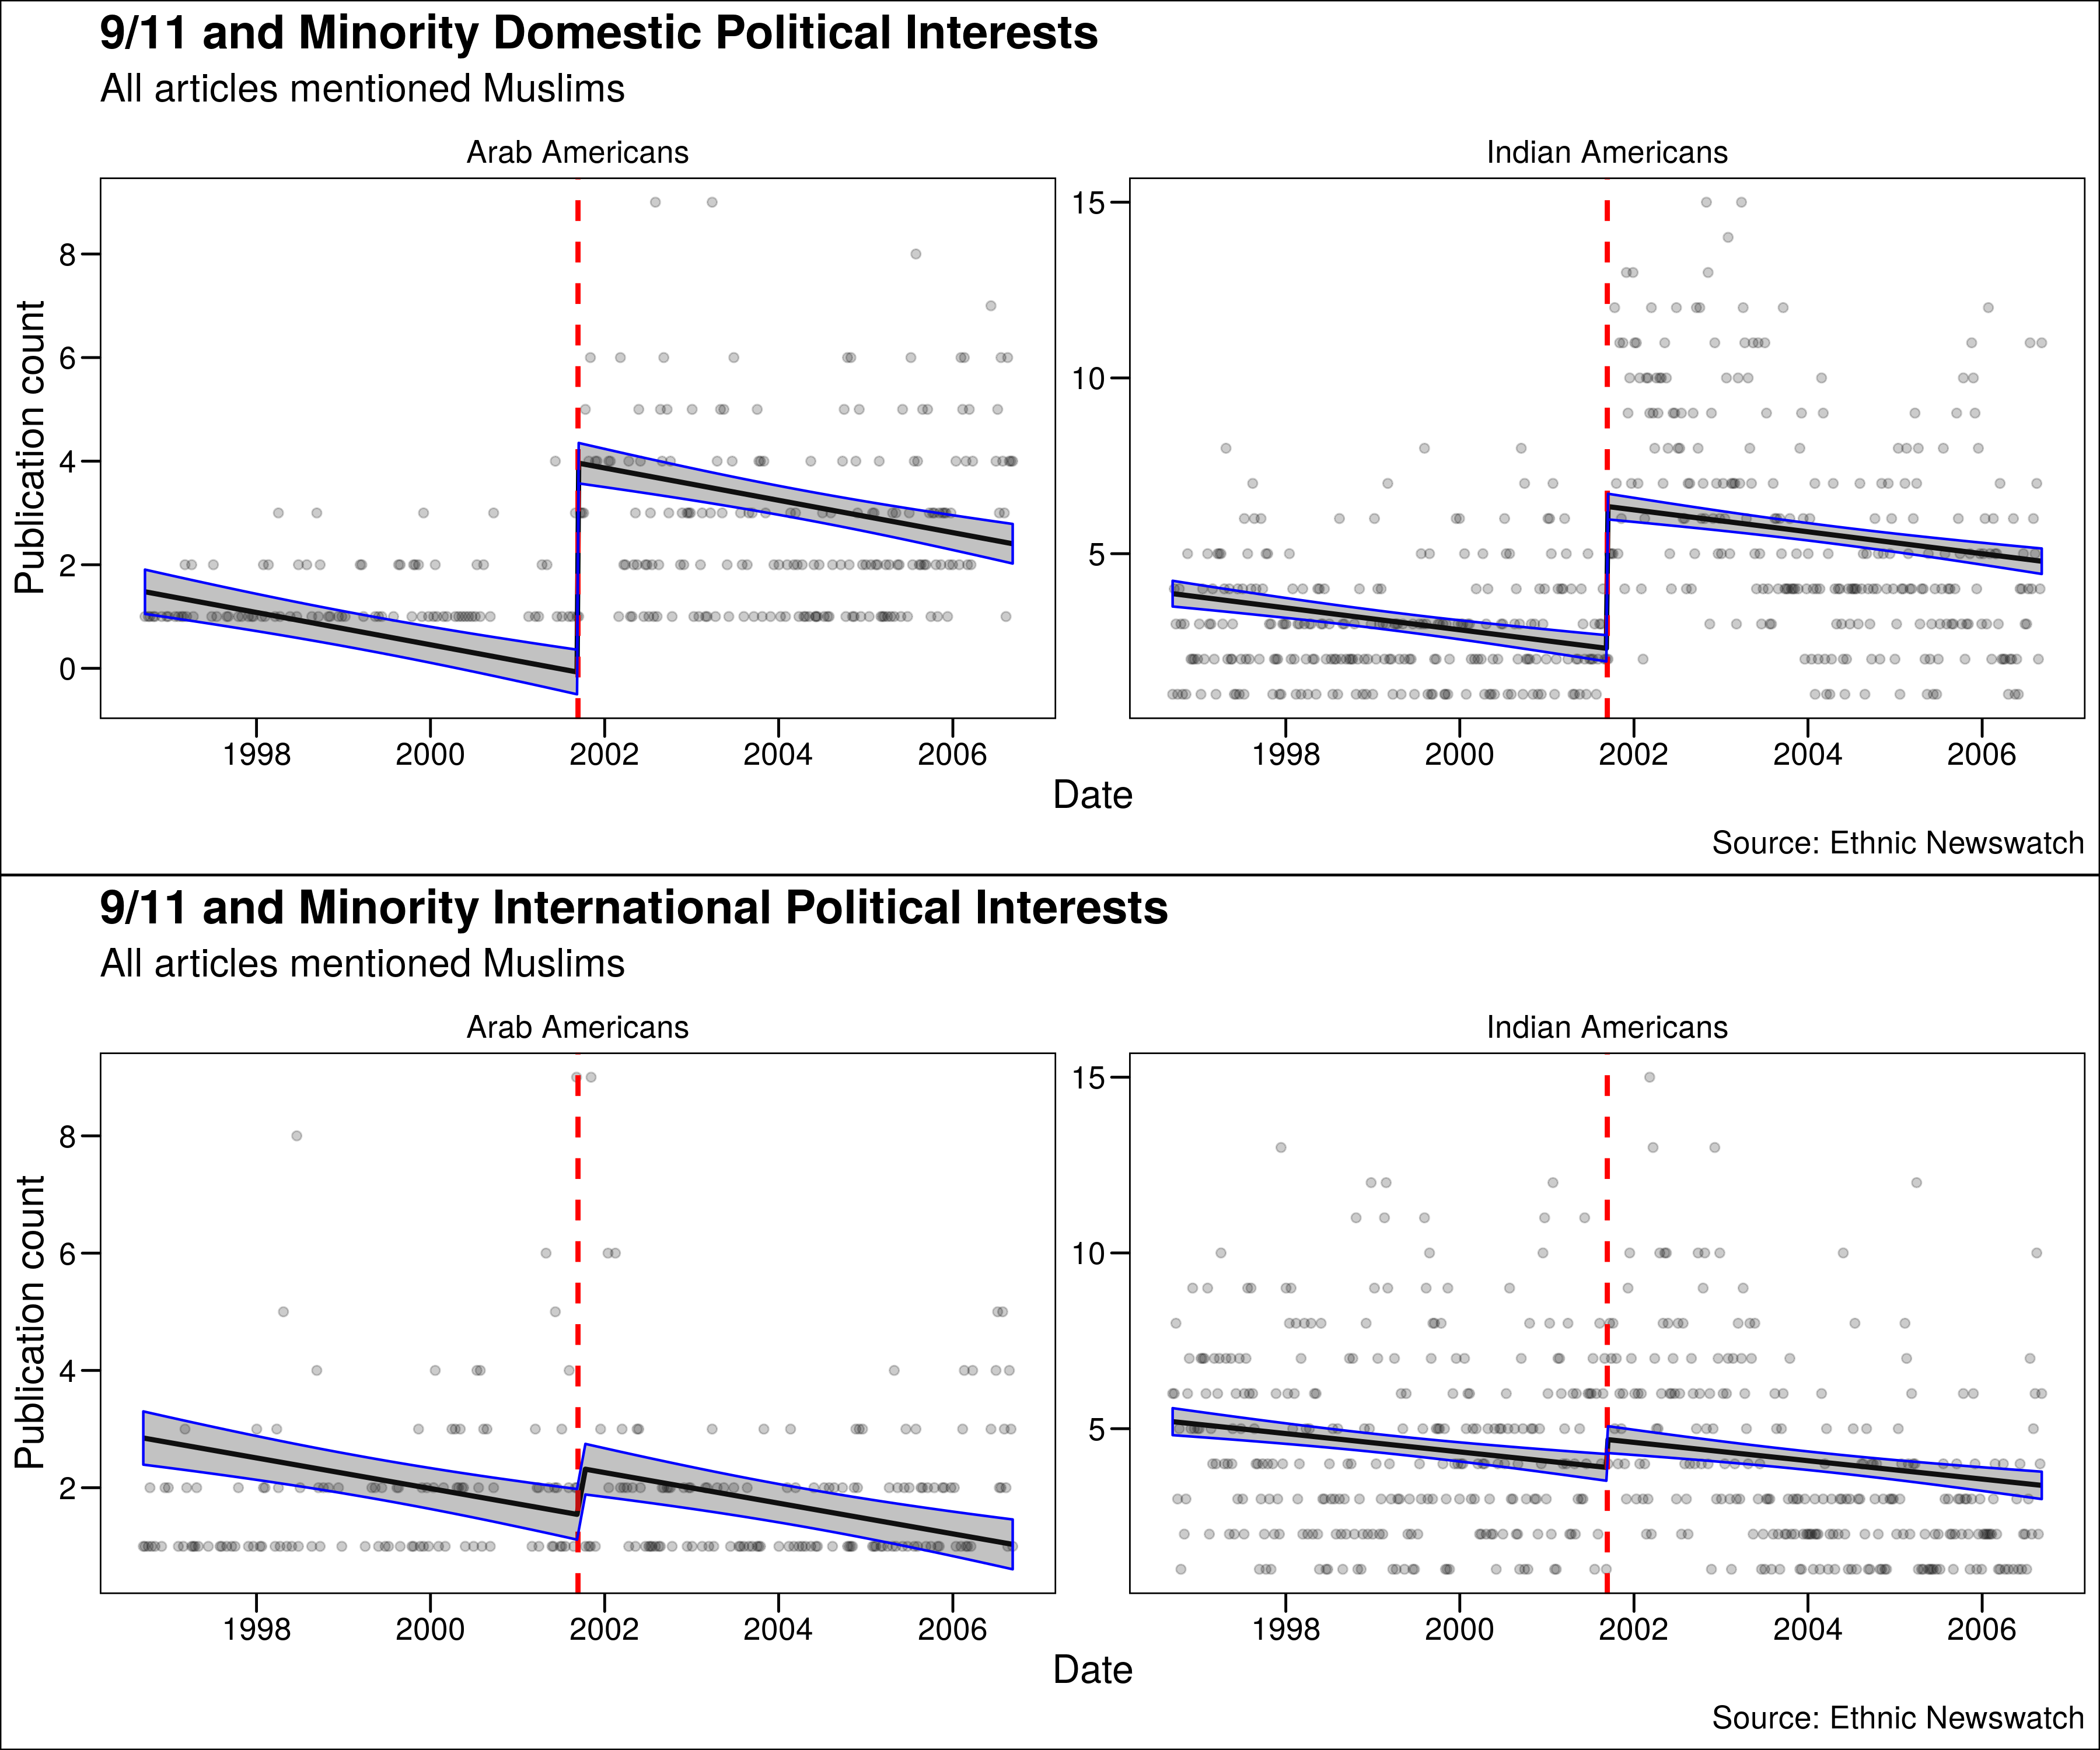 9/11 and Minority Domestic Political Interests
All articles mentioned Muslims
Arab Americans
Indian Americans
Publication count
8
6
4
2
0
15
10
5
1998
2000
2002
2004
2006
1998
2000
2002
2004
2006
Date
Source: Ethnic Newswatch
9/11 and Minority International Political Interests
All articles mentioned Muslims
Arab Americans
Indian Americans
Publication count
8
6
4
2
15
10
5
1998
2000
2002
2004
2006
1998
2000
2002
2004
2006
Date
Source: Ethnic Newswatch